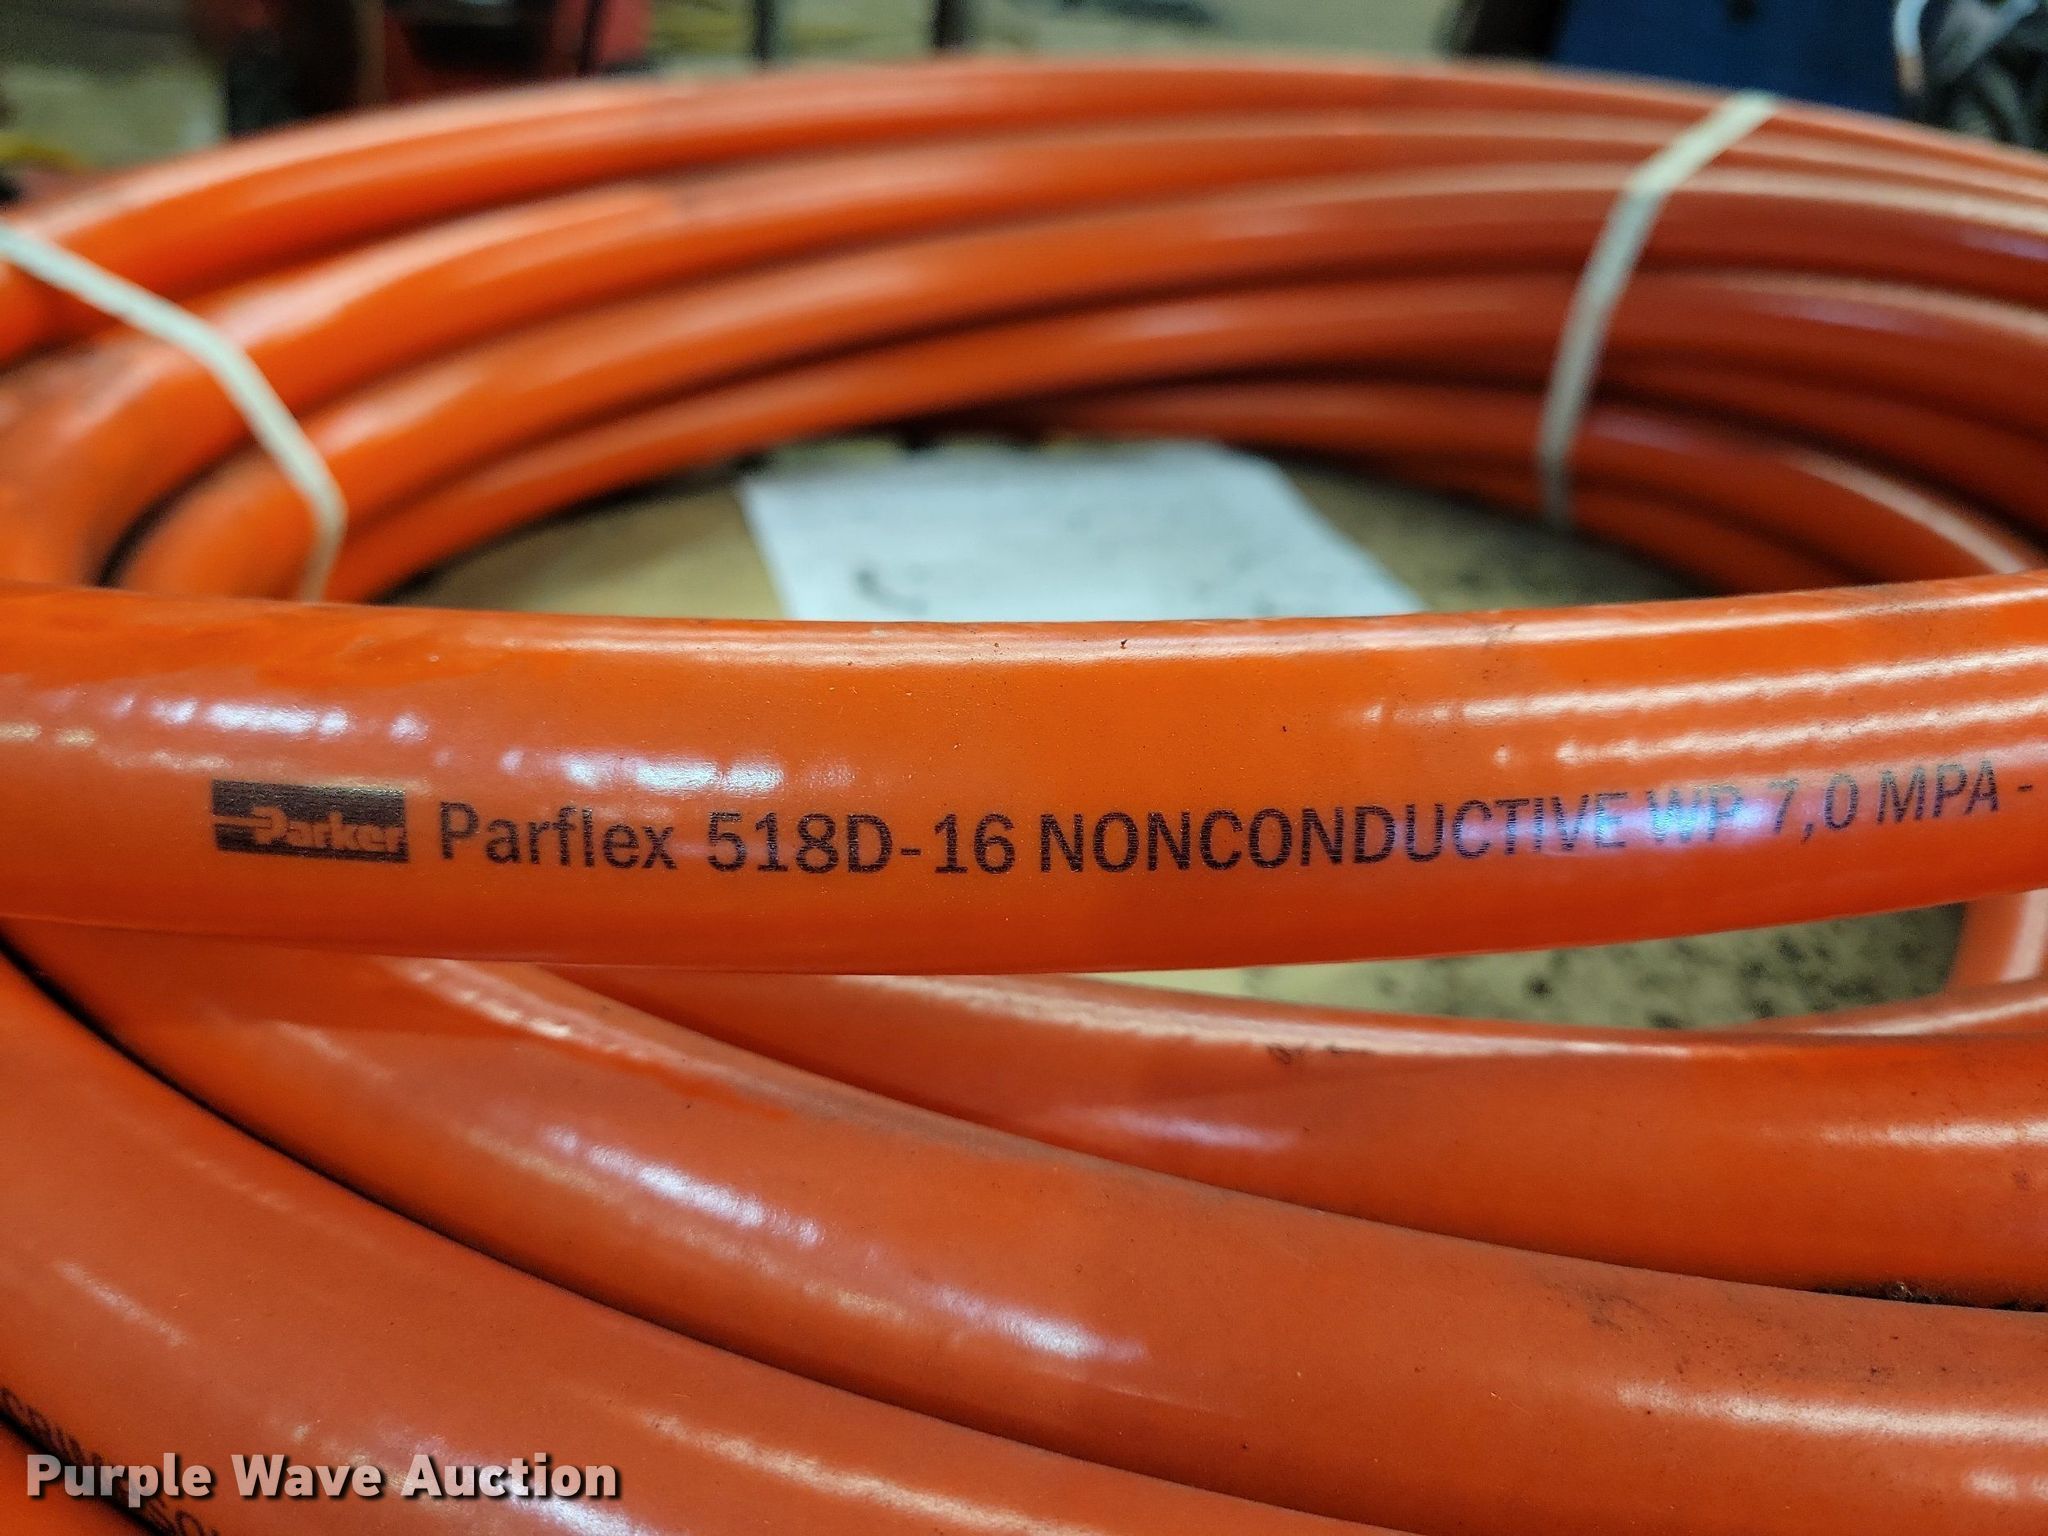 Parker Parflex 518D-16 NONCONDUCTIVE WP 7,0 MPA -
Purple Wave Auction